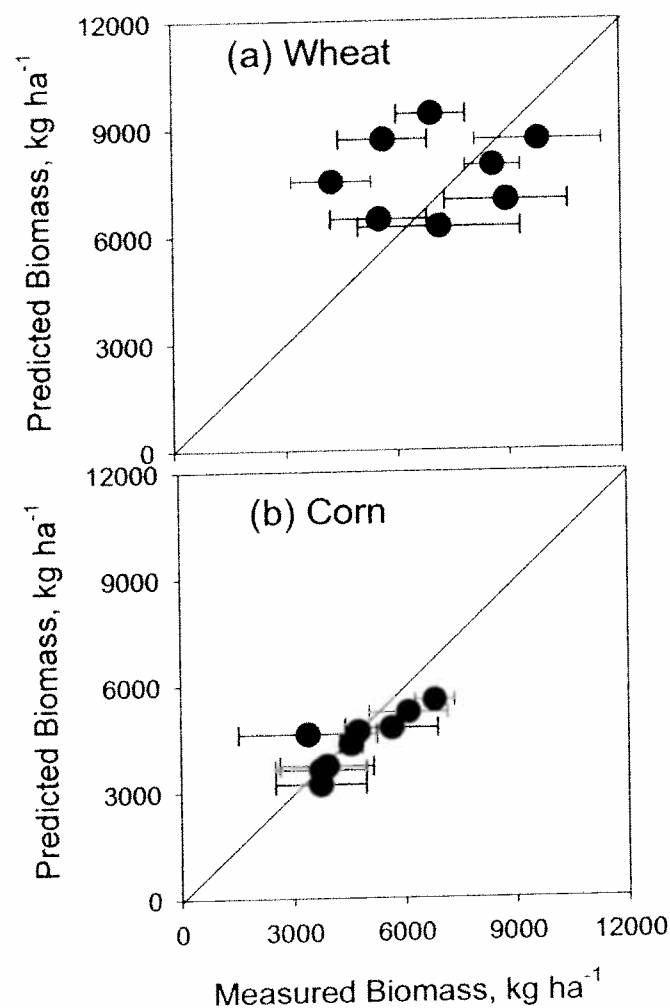 12000
(a) Wheat
9000
6000
3000
0
Predicted Biomass, kg ha⁻¹
12000
(b) Corn
9000
6000
3000
0
Predicted Biomass, kg ha⁻¹
0 3000 6000 9000 12000
Measured Biomass, kg ha⁻¹